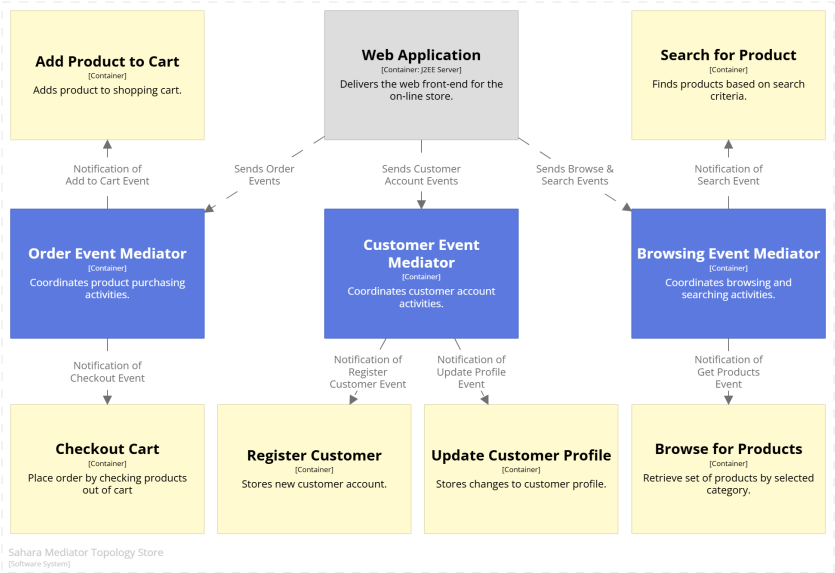 Add Product to Cart
[Container]
Adds product to shopping cart.
Web Application
[Container: J2EE Server]
Delivers the web front-end for the
on-line store.
Search for Product
[Container]
Finds products based on search
criteria.
Notification of
Add to Cart Event
Sends Order
Events
Sends Customer
Account Events
Sends Browse &
Search Events
Notification of
Search Event
Order Event Mediator
[Container]
Coordinates product purchasing
activities.
Customer Event
Mediator
[Container]
Coordinates customer account
activities.
Browsing Event Mediator
[Container]
Coordinates browsing and
searching activities.
Notification of
Checkout Event
Notification of
Register
Customer Event
Notification of
Update Profile
Event
Notification of
Get Products
Event
Checkout Cart
[Container]
Place order by checking products
out of cart
Register Customer
[Container]
Stores new customer account.
Update Customer Profile
[Container]
Stores changes to customer profile.
Browse for Products
[Container]
Retrieve set of products by selected
category.
Sahara Mediator Topology Store
[Software System]